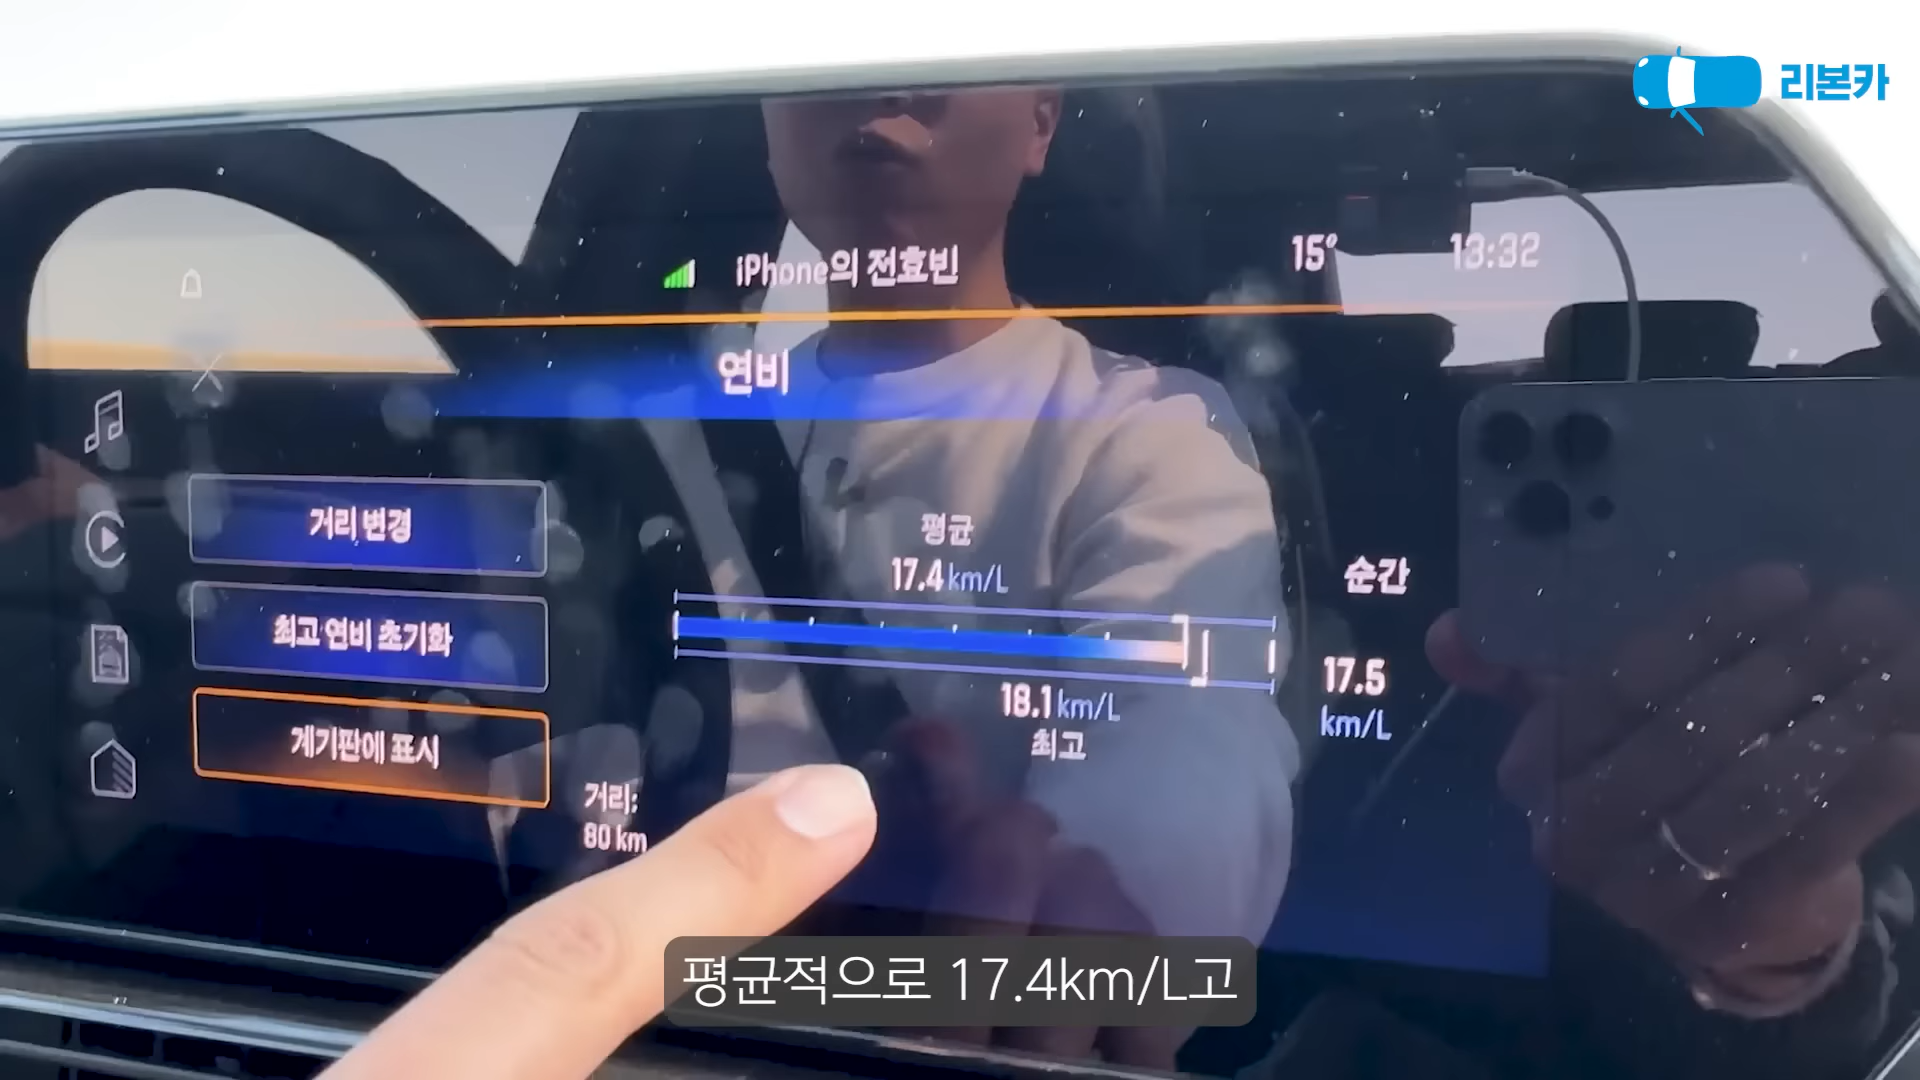 리본카
iPhone의 전효빈
15°
13:32
연비
거리 변경
최고 연비 초기화
계기판에 표시
평균
17.4 km/L
18.1 km/L
최고
순간
17.5
km/L
거리:
80 km
평균적으로 17.4km/L고